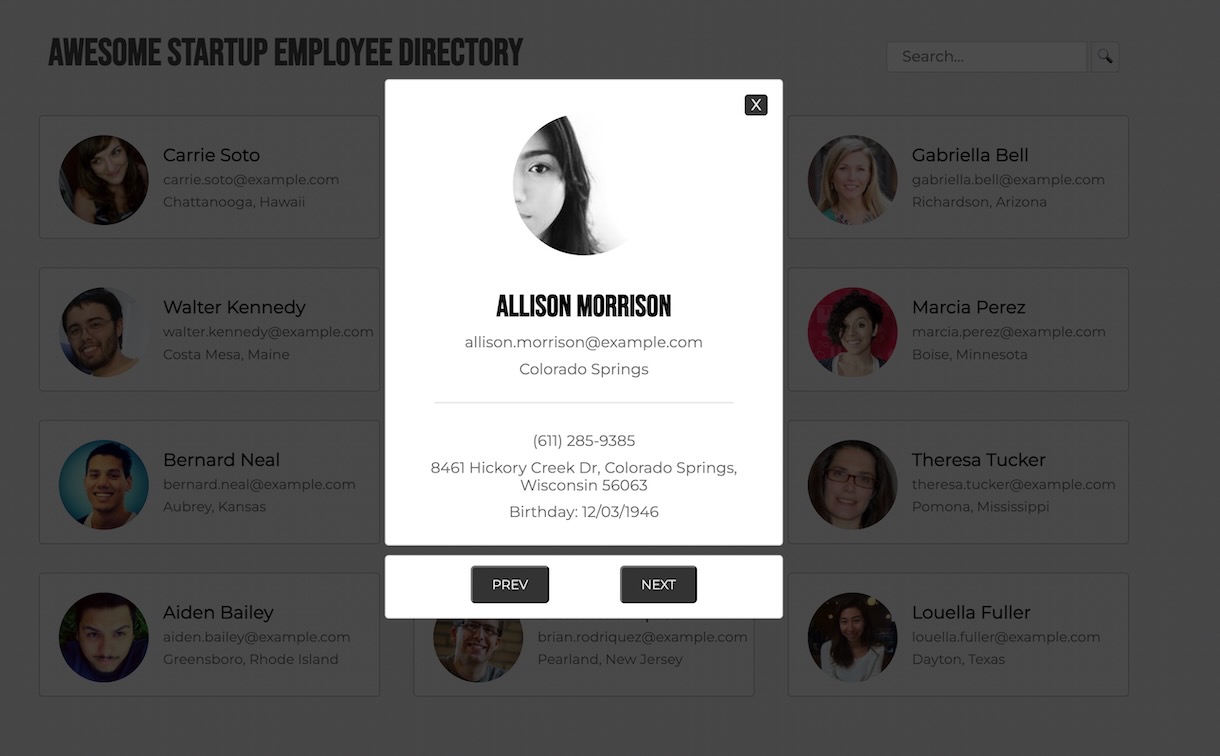 AWESOME STARTUP EMPLOYEE DIRECTORY
Search...
X
Carrie Soto
carrie.soto@example.com
Chattanooga, Hawaii
Gabriella Bell
gabriella.bell@example.com
Richardson, Arizona
ALLISON MORRISON
allison.morrison@example.com
Colorado Springs
(611) 285-9385
8461 Hickory Creek Dr, Colorado Springs,
Wisconsin 56063
Birthday: 12/03/1946
PREV
NEXT
Walter Kennedy
walter.kennedy@example.com
Costa Mesa, Maine
Marcia Perez
marcia.perez@example.com
Boise, Minnesota
Bernard Neal
bernard.neal@example.com
Aubrey, Kansas
Theresa Tucker
theresa.tucker@example.com
Pomona, Mississippi
Aiden Bailey
aiden.bailey@example.com
Greensboro, Rhode Island
brian.rodriquez@example.com
Pearland, New Jersey
Louella Fuller
louella.fuller@example.com
Dayton, Texas